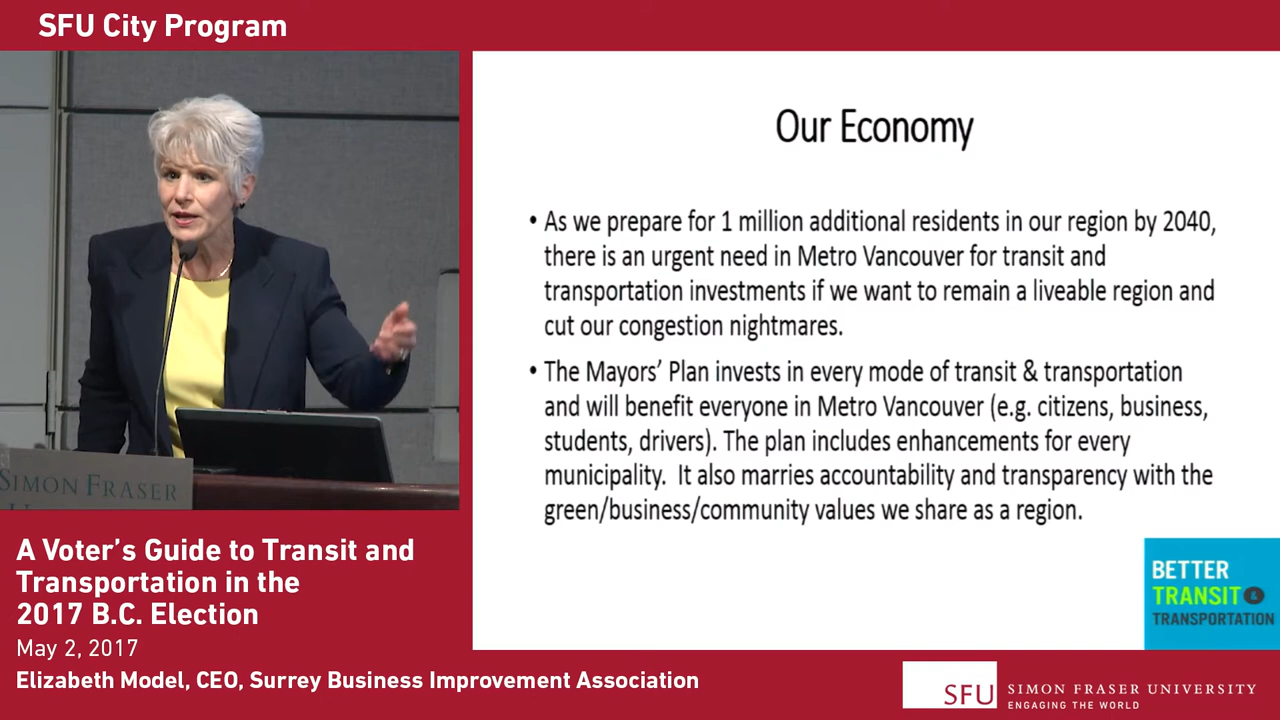 SFU City Program
SIMON FRASER
Our Economy
• As we prepare for 1 million additional residents in our region by 2040,
there is an urgent need in Metro Vancouver for transit and
transportation investments if we want to remain a liveable region and
cut our congestion nightmares.
• The Mayors’ Plan invests in every mode of transit & transportation
and will benefit everyone in Metro Vancouver (e.g. citizens, business,
students, drivers). The plan includes enhancements for every
municipality.  It also marries accountability and transparency with the
green/business/community values we share as a region.
BETTER
TRANSIT &
TRANSPORTATION
A Voter’s Guide to Transit and
Transportation in the
2017 B.C. Election
May 2, 2017
Elizabeth Model, CEO, Surrey Business Improvement Association
SFU SIMON FRASER UNIVERSITY
ENGAGING THE WORLD